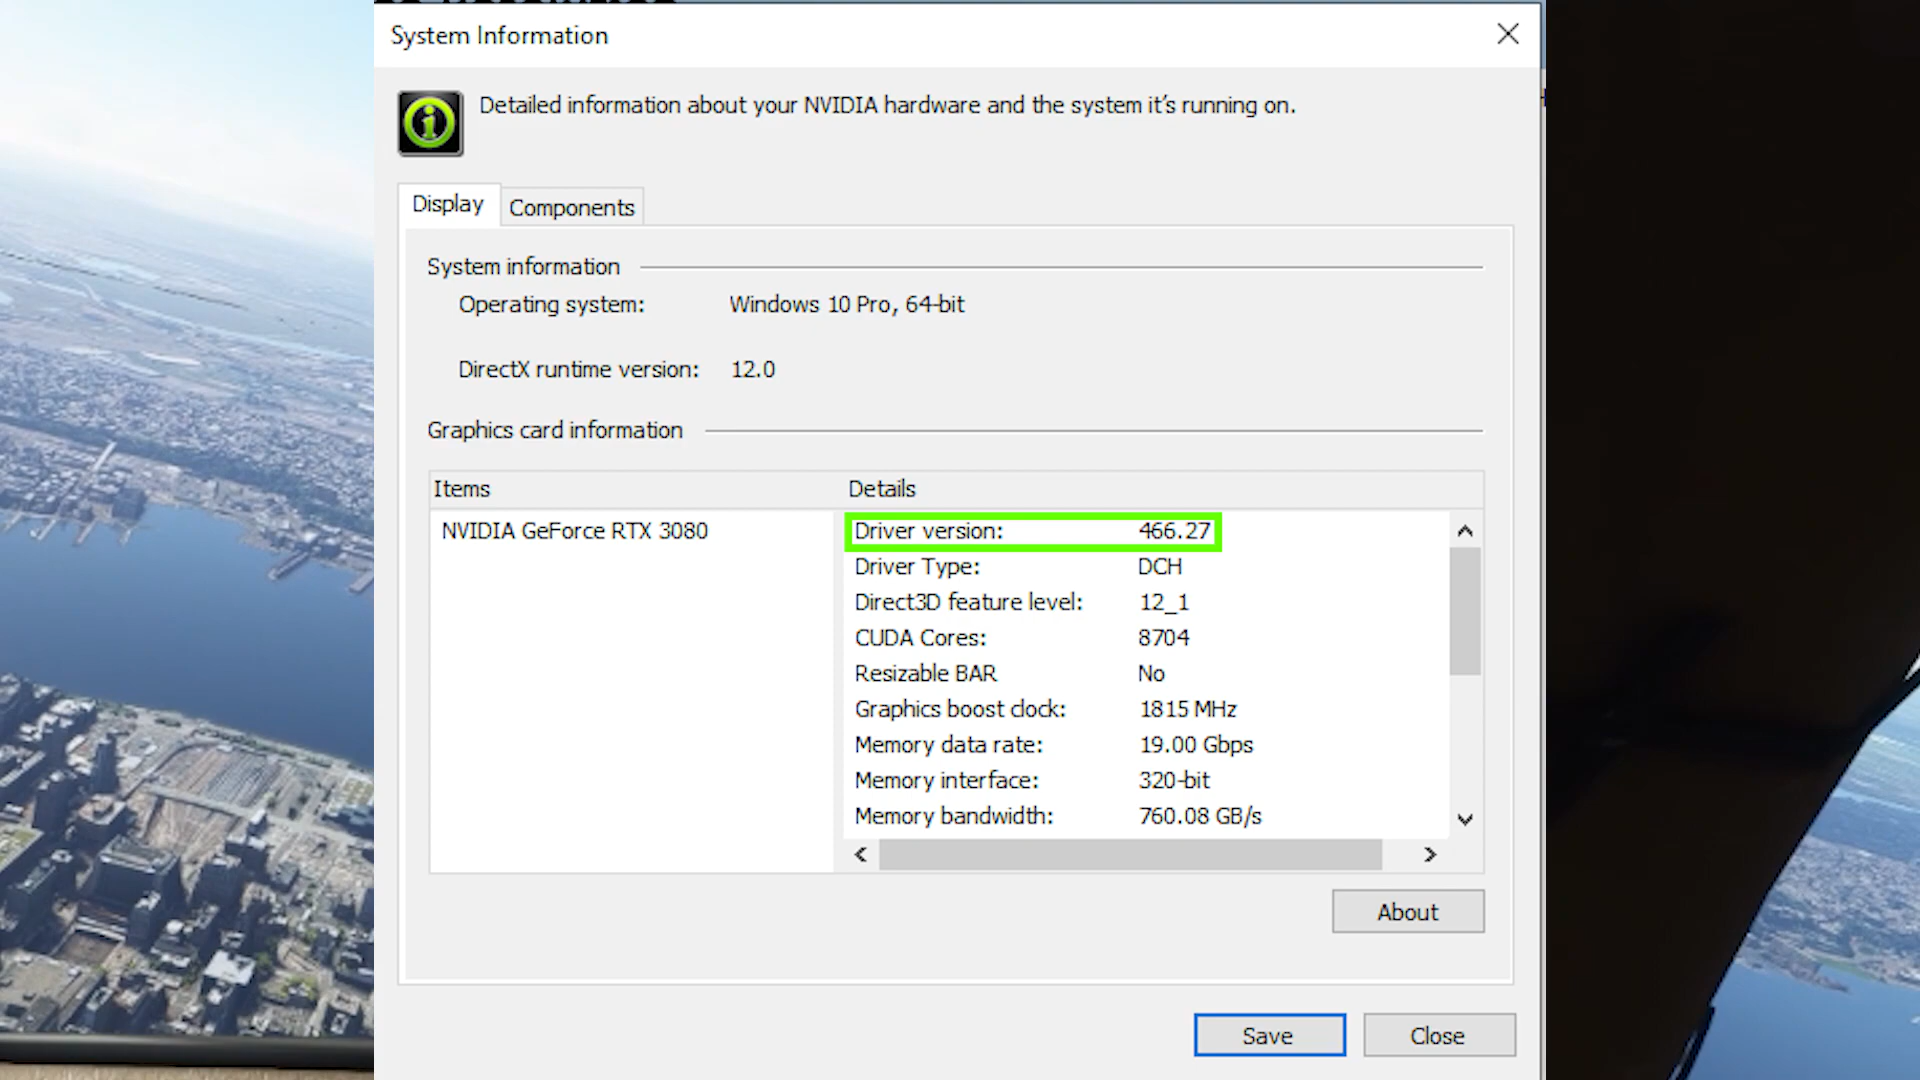 System Information
Detailed information about your NVIDIA hardware and the system it's running on.
Display
Components
System information
Operating system: Windows 10 Pro, 64-bit
DirectX runtime version: 12.0
Graphics card information
Items Details
NVIDIA GeForce RTX 3080
Driver version: 466.27
Driver Type: DCH
Direct3D feature level: 12_1
CUDA Cores: 8704
Resizable BAR No
Graphics boost clock: 1815 MHz
Memory data rate: 19.00 Gbps
Memory interface: 320-bit
Memory bandwidth: 760.08 GB/s
About
Save Close